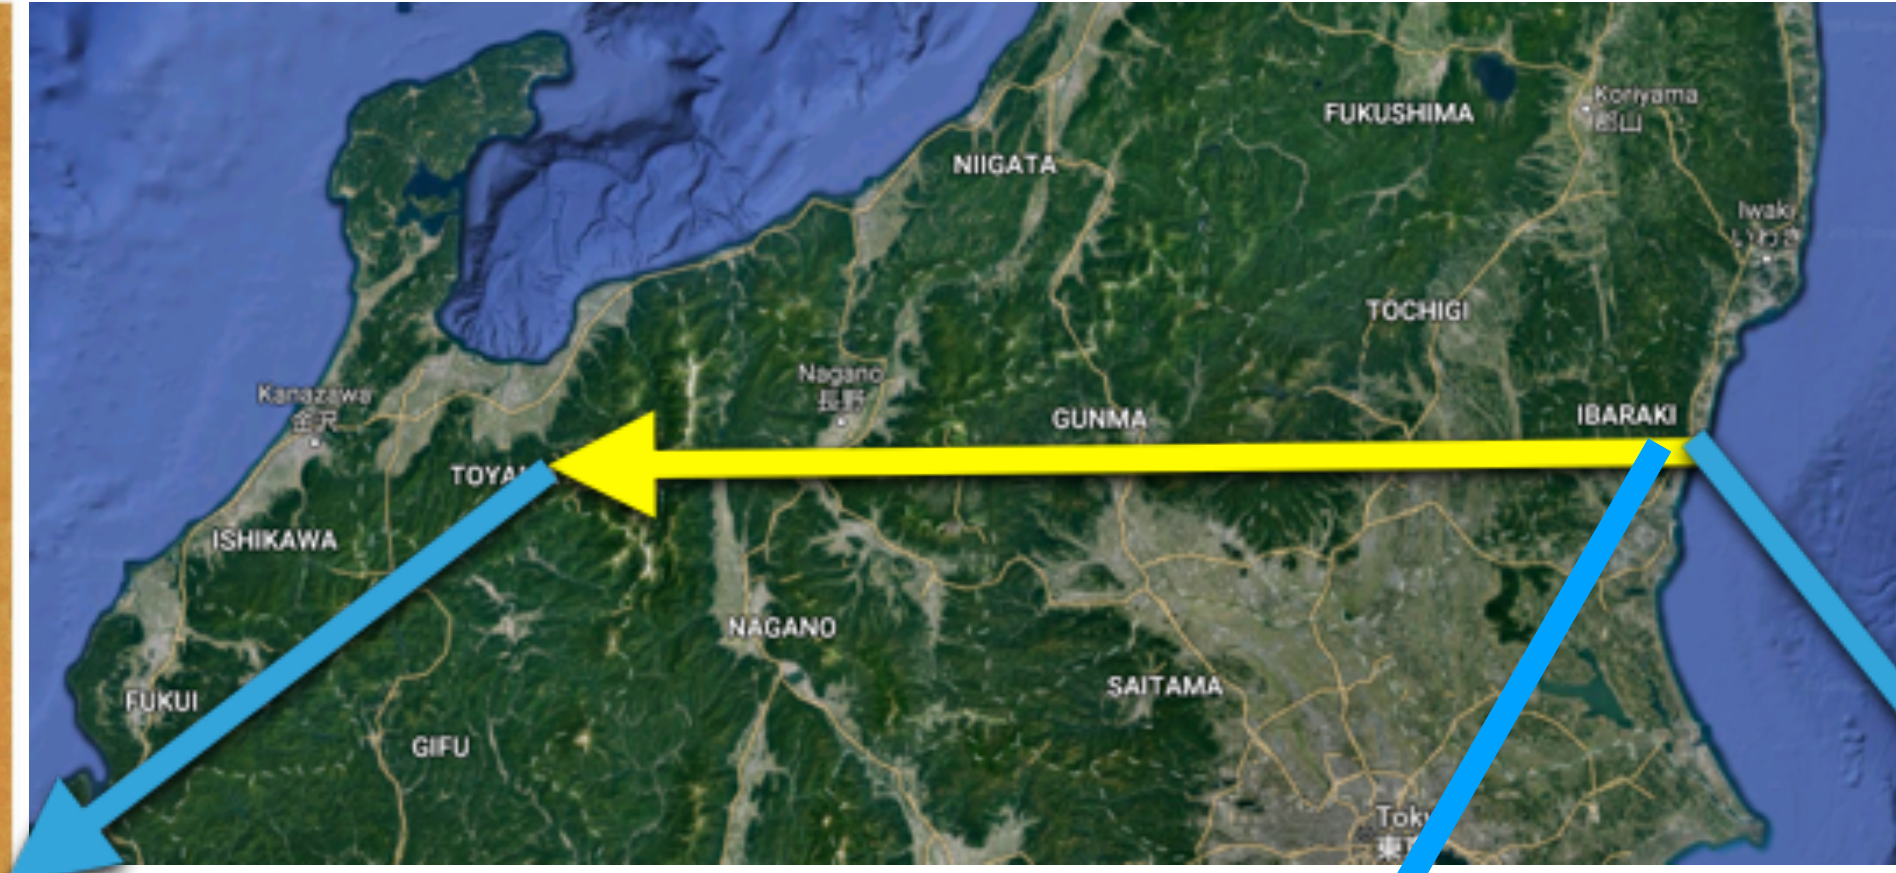 FUKUSHIMA
Koriyama
郡山
NIIGATA
Iwaki
いわき
TOCHIGI
Nagano
長野
Kanazawa
金沢
GUNMA
IBARAKI
ISHIKAWA
NAGANO
SAITAMA
FUKUI
GIFU